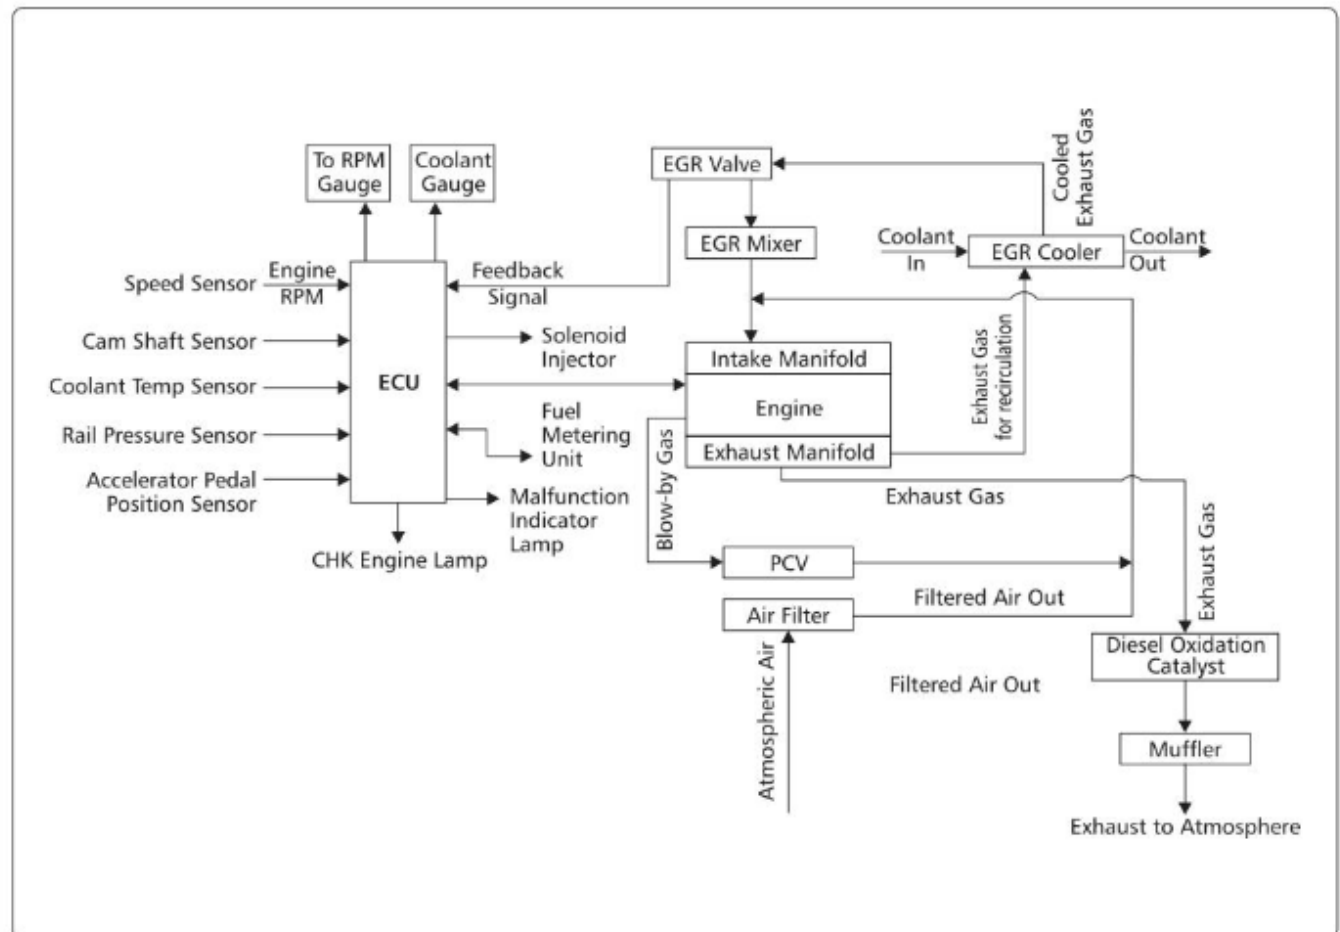 To RPM
Gauge
Coolant
Gauge
EGR Valve
Cooled
Exhaust Gas
EGR Mixer
Coolant
In
EGR Cooler
Coolant
Out
Speed Sensor
Engine
RPM
Feedback
Signal
Cam Shaft Sensor
Solenoid
Injector
Intake Manifold
Exhaust Gas
for recirulation
Coolant Temp Sensor
ECU
Engine
Rail Pressure Sensor
Fuel
Metering
Unit
Exhaust Manifold
Accelerator Pedal
Position Sensor
Malfunction
Indicator
Lamp
Blow-by Gas
Exhaust Gas
Exhaust Gas
CHK Engine Lamp
PCV
Filtered Air Out
Air Filter
Atmospheric Air
Filtered Air Out
Diesel Oxidation
Catalyst
Muffler
Exhaust to Atmosphere